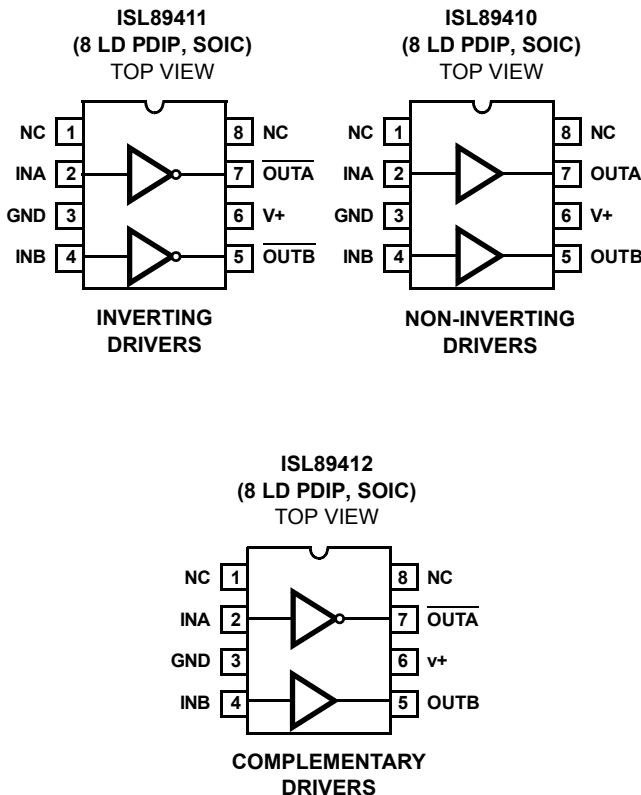 ISL89411
(8 LD PDIP, SOIC)
TOP VIEW
NC 1
8 NC
INA 2
7 OUTA
GND 3
6 V+
INB 4
5 OUTB
INVERTING
DRIVERS
ISL89410
(8 LD PDIP, SOIC)
TOP VIEW
NC 1
8 NC
INA 2
7 OUTA
GND 3
6 V+
INB 4
5 OUTB
NON-INVERTING
DRIVERS
ISL89412
(8 LD PDIP, SOIC)
TOP VIEW
NC 1
8 NC
INA 2
7 OUTA
GND 3
6 v+
INB 4
5 OUTB
COMPLEMENTARY
DRIVERS